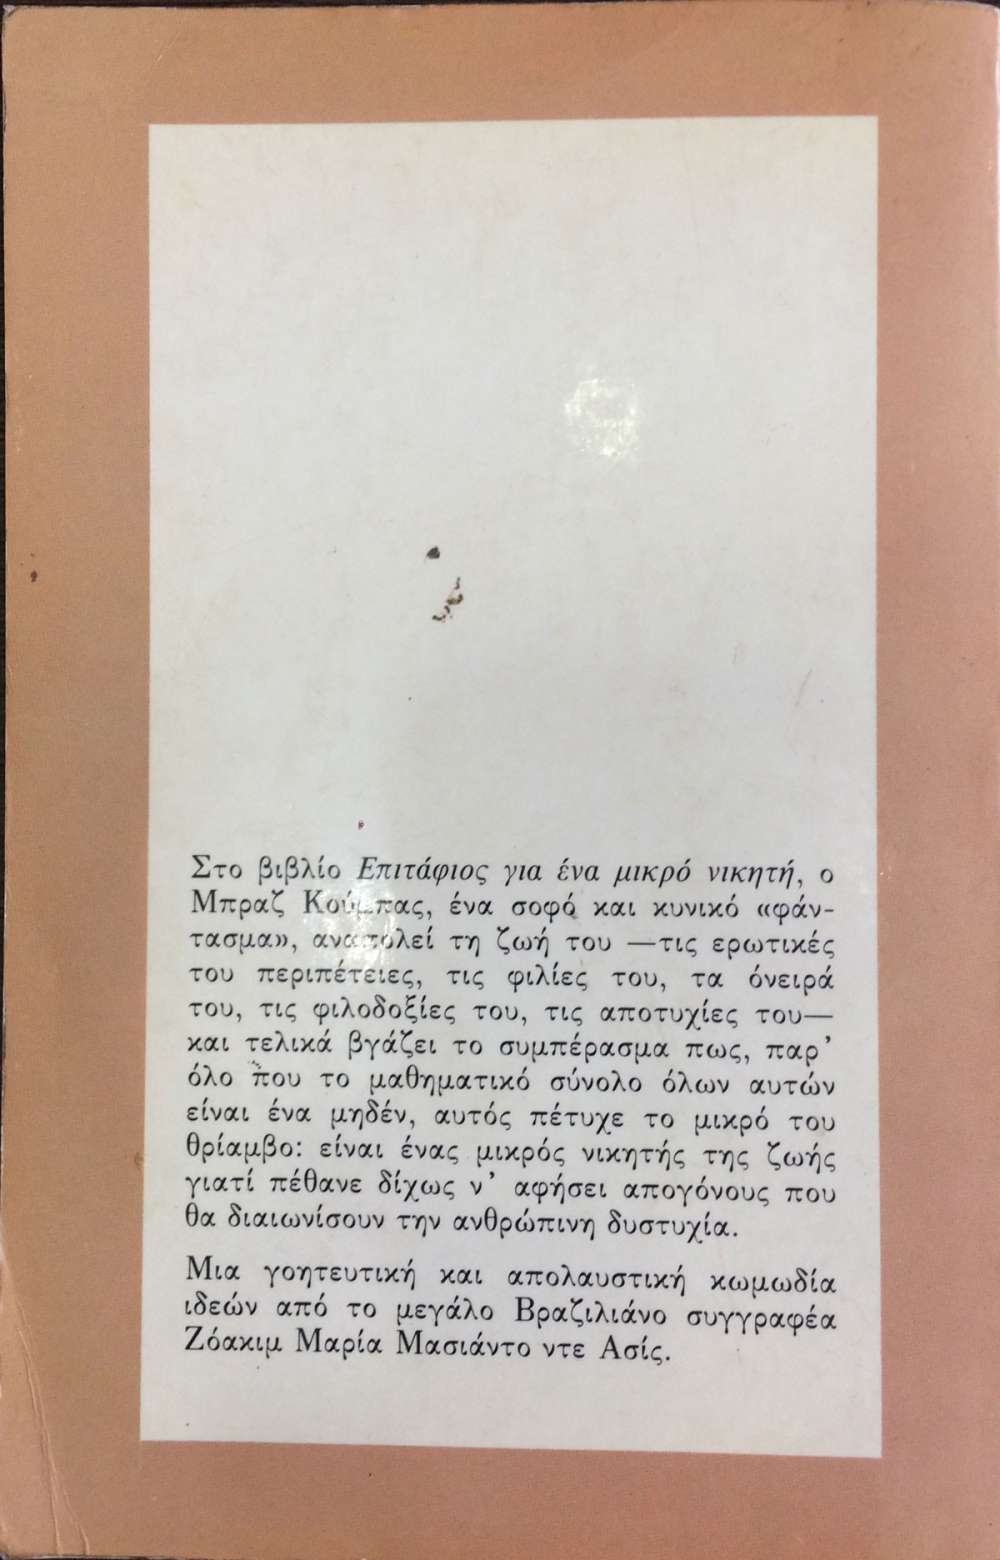 Στο βιβλίο Επιτάφιος για ένα μικρό νικητή, ο
Μπραζ Κούμπας, ένα σοφό και κυνικό «φάν-
τασμα», αναπολεί τη ζωή του —τις ερωτικές
του περιπέτειες, τις φιλίες του, τα όνειρά
του, τις φιλοδοξίες του, τις αποτυχίες του—
και τελικά βγάζει το συμπέρασμα πως, παρ’
όλο που το μαθηματικό σύνολο όλων αυτών
είναι ένα μηδέν, αυτός πέτυχε το μικρό του
θρίαμβο: είναι ένας μικρός νικητής της ζωής
γιατί πέθανε δίχως ν’ αφήσει απογόνους που
θα διαιωνίσουν την ανθρώπινη δυστυχία.
Μια γοητευτική και απολαυστική κωμωδία
ιδεών από το μεγάλο Βραζιλιάνο συγγραφέα
Ζόακιμ Μαρία Μασιάντο ντε Ασίς.